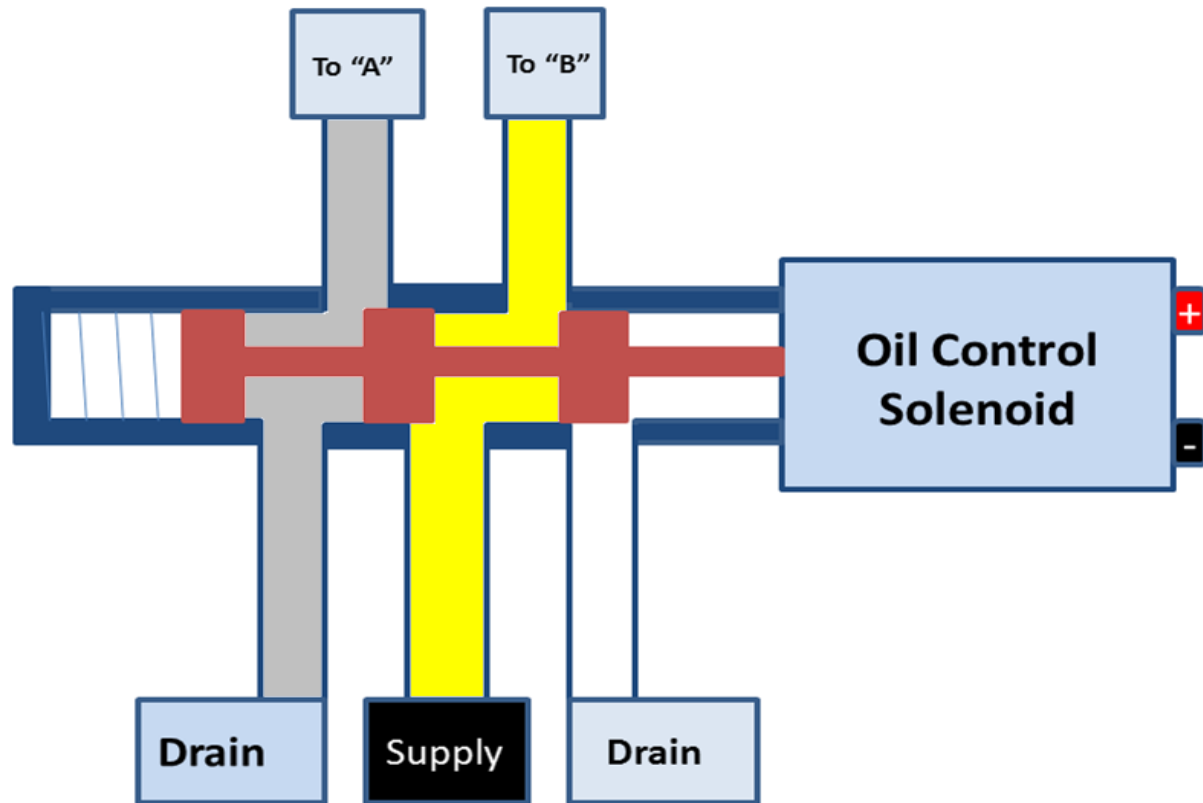 To “A”
To “B”
Oil Control
Solenoid
+
-
Drain
Supply
Drain